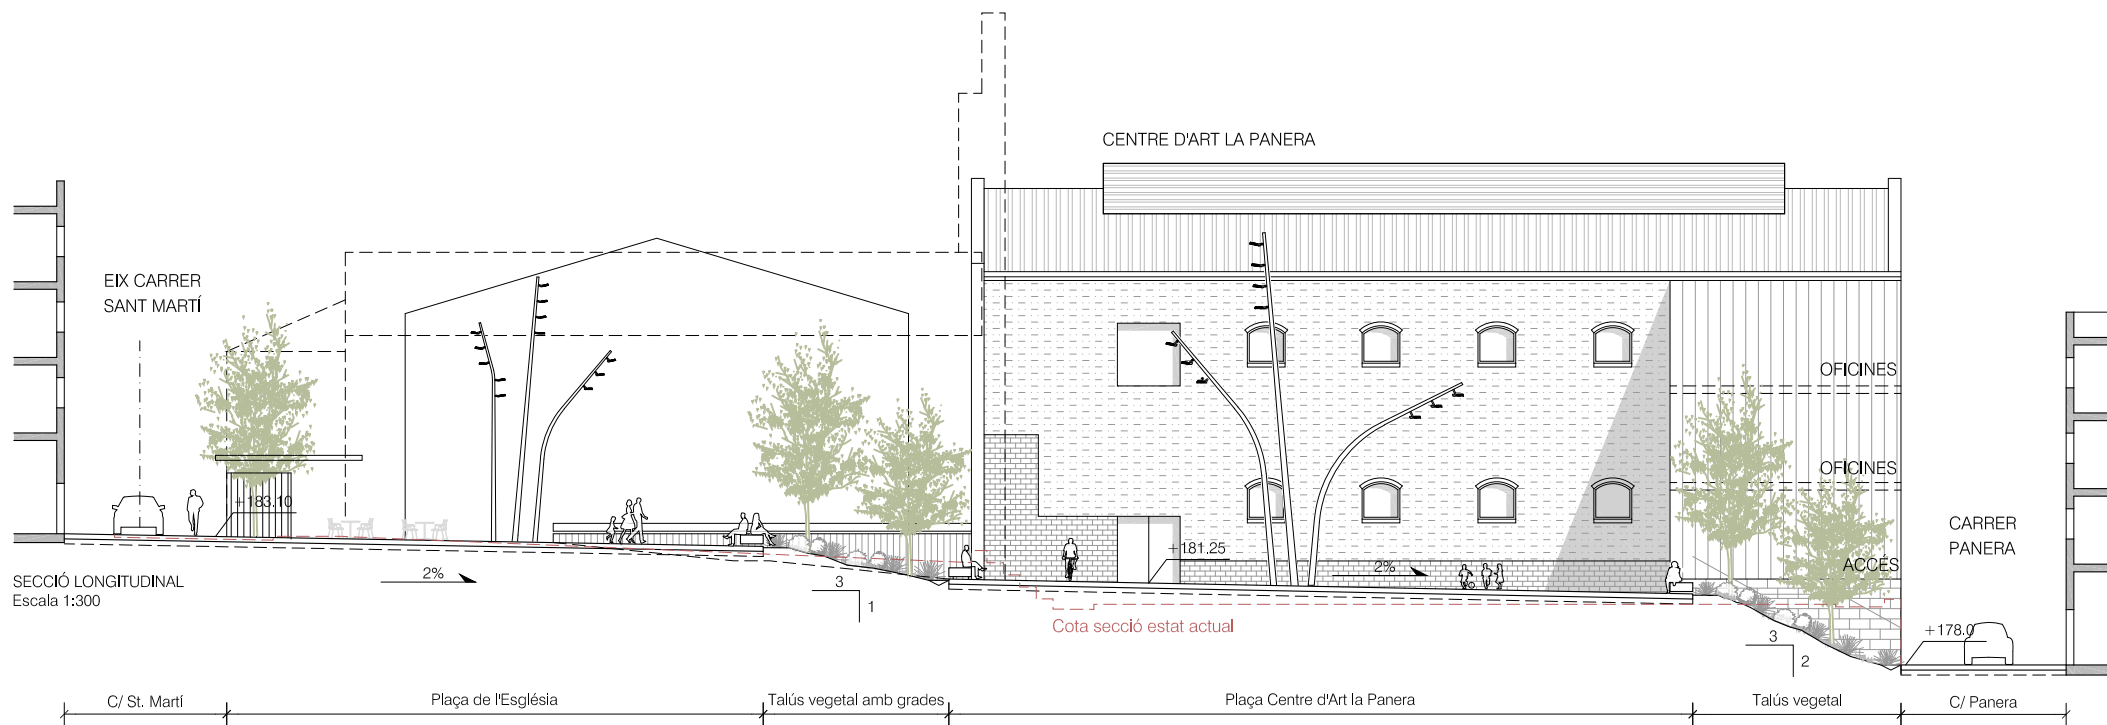 CENTRE D'ART LA PANERA
EIX CARRER
SANT MARTÍ
OFICINES
OFICINES
+183.10
CARRER
PANERA
+181.25
ACCÉS
2%
2%
SECCIÓ LONGITUDINAL
Escala 1:300
3
1
Cota secció estat actual
+178.0
3
2
C/ St. Martí
Plaça de l'Església
Talús vegetal amb grades
Plaça Centre d'Art la Panera
Talús vegetal
C/ Panera